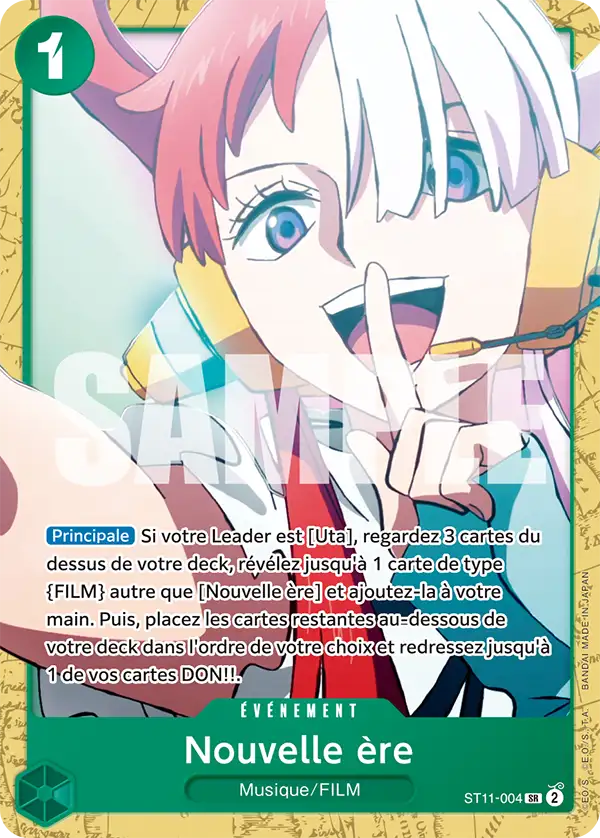 1
SAMPLE
Principale Si votre Leader est [Uta], regardez 3 cartes du
dessus de votre deck, révélez jusqu'à 1 carte de type
{FILM} autre que [Nouvelle ère] et ajoutez-la à votre
main. Puis, placez les cartes restantes au-dessous de
votre deck dans l'ordre de votre choix et redressez jusqu'à
1 de vos cartes DON!!.
ÉVÉNEMENT
Nouvelle ère
Musique/FILM
ST11-004 SR 2
©E.O/S. ©E.O./S.,T.A. BANDAI MADE IN JAPAN